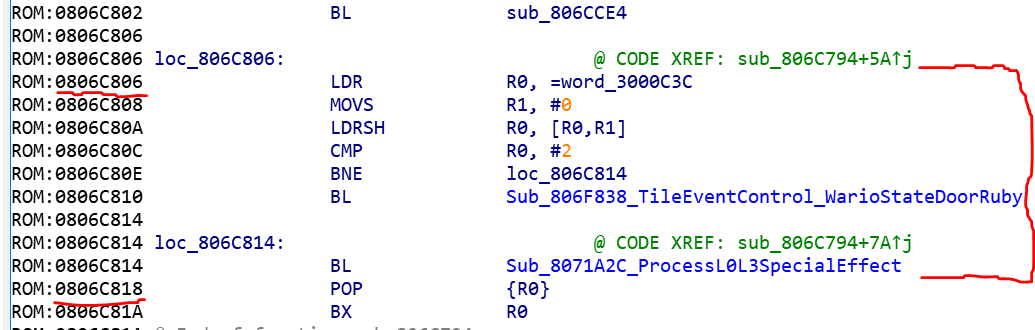 ROM:0806C802 BL sub_806CCE4
ROM:0806C806
ROM:0806C806 loc_806C806: @ CODE XREF: sub_806C794+5A↑j
ROM:0806C806 LDR R0, =word_3000C3C
ROM:0806C808 MOVS R1, #0
ROM:0806C80A LDRSH R0, [R0,R1]
ROM:0806C80C CMP R0, #2
ROM:0806C80E BNE loc_806C814
ROM:0806C810 BL Sub_806F838_TileEventControl_WarioStateDoorRuby
ROM:0806C814
ROM:0806C814 loc_806C814: @ CODE XREF: sub_806C794+7A↑j
ROM:0806C814 BL Sub_8071A2C_ProcessL0L3SpecialEffect
ROM:0806C818 POP {R0}
ROM:0806C81A BX R0